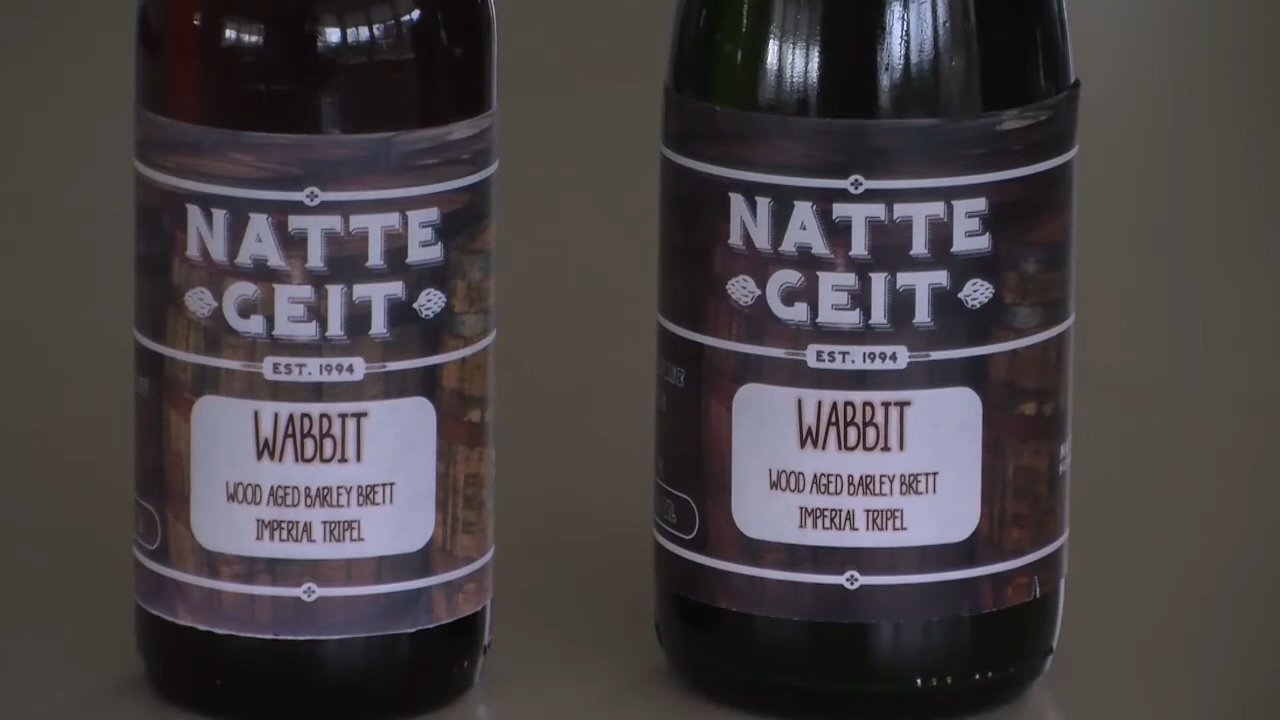 NATTE
GEIT
EST. 1994
WABBIT
WOOD AGED BARLEY BRETT
IMPERIAL TRIPEL
NATTE
GEIT
EST. 1994
WABBIT
WOOD AGED BARLEY BRETT
IMPERIAL TRIPEL